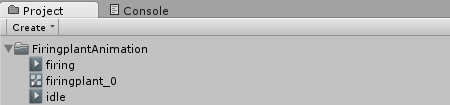 Project Console
Create
FiringplantAnimation
firing
firingplant_0
idle